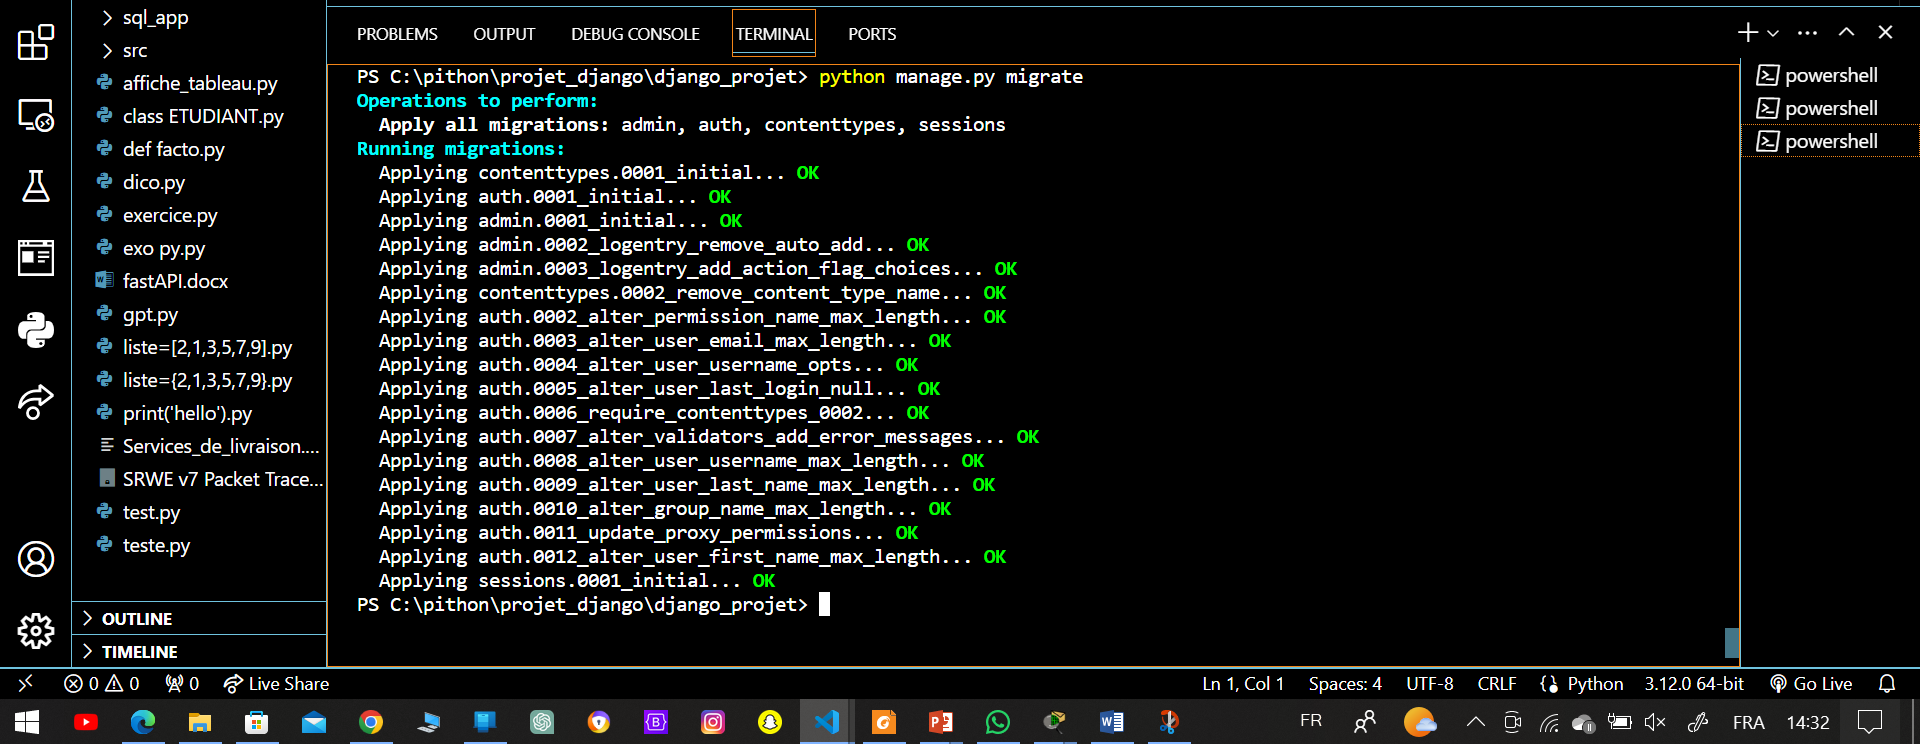 sql_app
src
affiche_tableau.py
class ETUDIANT.py
def facto.py
dico.py
exercice.py
exo py.py
fastAPI.docx
gpt.py
liste=[2,1,3,5,7,9].py
liste={2,1,3,5,7,9}.py
print('hello').py
Services_de_livraison....
SRWE v7 Packet Trace...
test.py
teste.py
OUTLINE
TIMELINE
PROBLEMS OUTPUT DEBUG CONSOLE TERMINAL PORTS
PS C:\pithon\projet_django\django_projet> python manage.py migrate
Operations to perform:
Apply all migrations: admin, auth, contenttypes, sessions
Running migrations:
Applying contenttypes.0001_initial... OK
Applying auth.0001_initial... OK
Applying admin.0001_initial... OK
Applying admin.0002_logentry_remove_auto_add... OK
Applying admin.0003_logentry_add_action_flag_choices... OK
Applying contenttypes.0002_remove_content_type_name... OK
Applying auth.0002_alter_permission_name_max_length... OK
Applying auth.0003_alter_user_email_max_length... OK
Applying auth.0004_alter_user_username_opts... OK
Applying auth.0005_alter_user_last_login_null... OK
Applying auth.0006_require_contenttypes_0002... OK
Applying auth.0007_alter_validators_add_error_messages... OK
Applying auth.0008_alter_user_username_max_length... OK
Applying auth.0009_alter_user_last_name_max_length... OK
Applying auth.0010_alter_group_name_max_length... OK
Applying auth.0011_update_proxy_permissions... OK
Applying auth.0012_alter_user_first_name_max_length... OK
Applying sessions.0001_initial... OK
PS C:\pithon\projet_django\django_projet>
powershell
powershell
powershell
0 0 0 Live Share Ln 1, Col 1 Spaces: 4 UTF-8 CRLF Python 3.12.0 64-bit Go Live
FR FRA 14:32